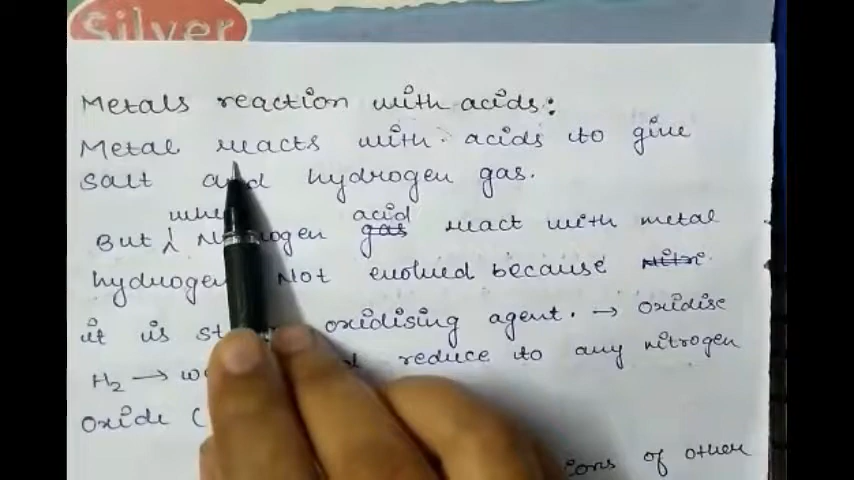 Silver
Metals reaction with acids:
Metal reacts with acids to give
salt and hydrogen gas.
when acid
But gas react with metal
hydrogen Not evolved because
it is oxidising agent. → oxidise
H₂ → reduce to any nitrogen
oxide (
of other